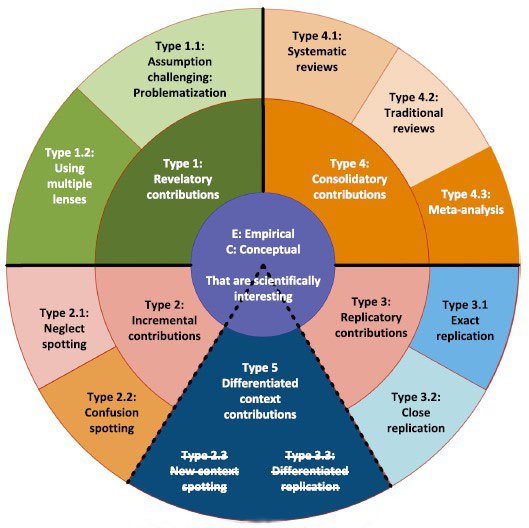 Type 1.1:
Assumption
challenging:
Problematization
Type 4.1:
Systematic
reviews
Type 4.2:
Traditional
reviews
Type 1.2:
Using
multiple
lenses
Type 1:
Revelatory
contributions
Type 4:
Consolidatory
contributions
Type 4.3:
Meta-analysis
E: Empirical
C: Conceptual
That are scientifically
interesting
Type 2.1:
Neglect
spotting
Type 2:
Incremental
contributions
Type 3:
Replicatory
contributions
Type 3.1
Exact
replication
Type 2.2:
Confusion
spotting
Type 5
Differentiated
context
contributions
Type 3.2:
Close
replication
Type 2.3
New context
spotting
Type 3.3:
Differentiated
replication